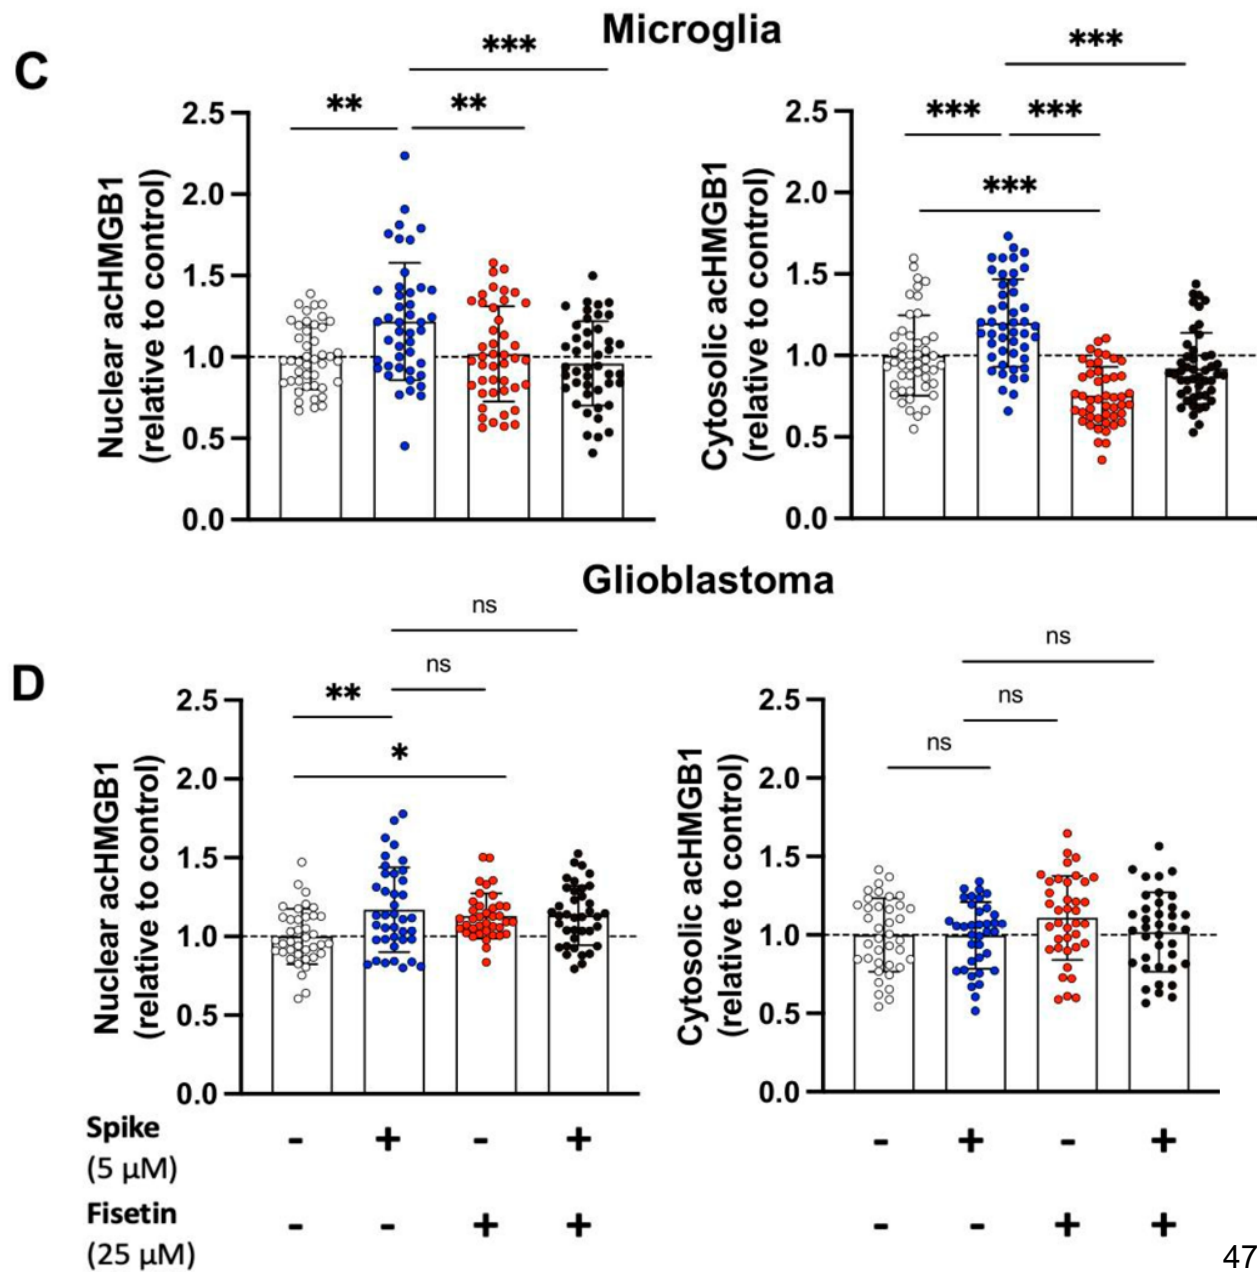 Microglia
C
***
**
**
2.5
2.0
1.5
1.0
0.5
0.0
Nuclear acHMGB1
(relative to control)
***
***
***
***
2.5
2.0
1.5
1.0
0.5
0.0
Cytosolic acHMGB1
(relative to control)
Glioblastoma
D
ns
ns
**
*
2.5
2.0
1.5
1.0
0.5
0.0
Nuclear acHMGB1
(relative to control)
ns
ns
ns
2.5
2.0
1.5
1.0
0.5
0.0
Cytosolic acHMGB1
(relative to control)
Spike - + - + - + - +
(5 µM)
Fisetin - - + + - - + +
(25 µM)
47